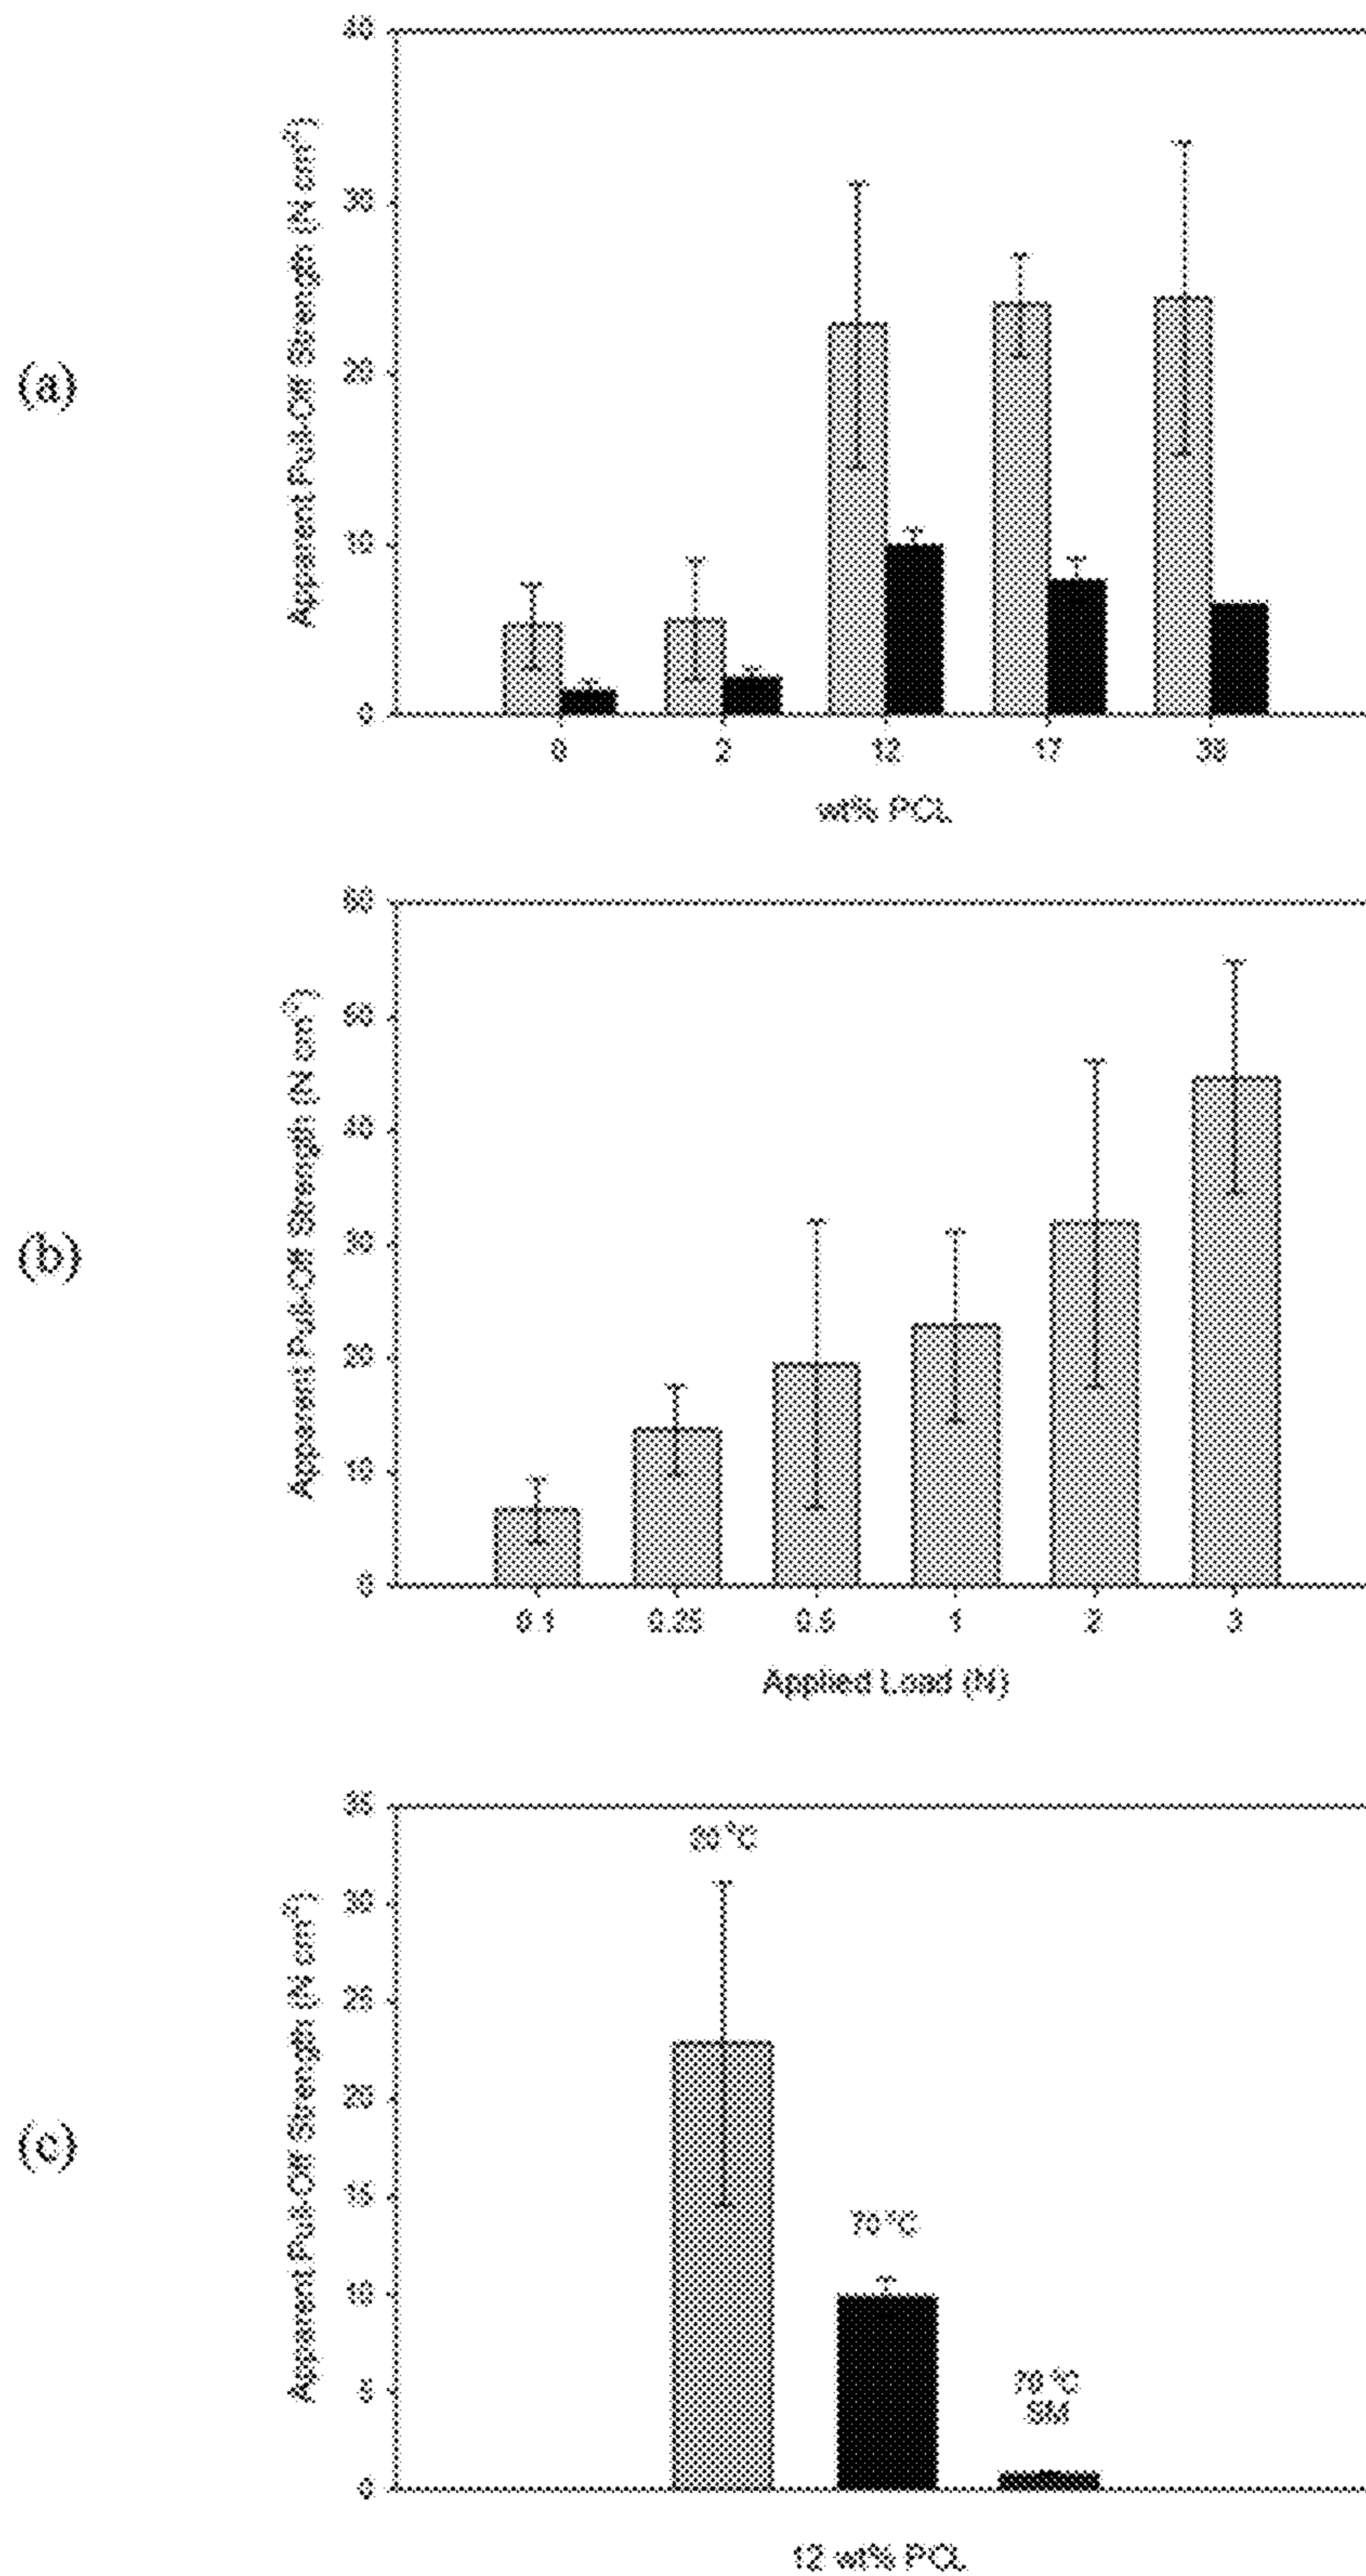 (a)
Apparent Pull-Off Strength (N cm⁻²)
40
30
20
10
0
0 2 12 17
wt% PCL
(b)
Apparent Pull-Off Strength (N cm⁻²)
60
50
40
30
20
10
0
0.1 0.25 0.5 1 2 3
Applied Load (N)
(c)
Apparent Pull-Off Strength (N cm⁻²)
35
30
25
20
15
10
5
0
70 °C
70 °C
SM
12 wt% PCL